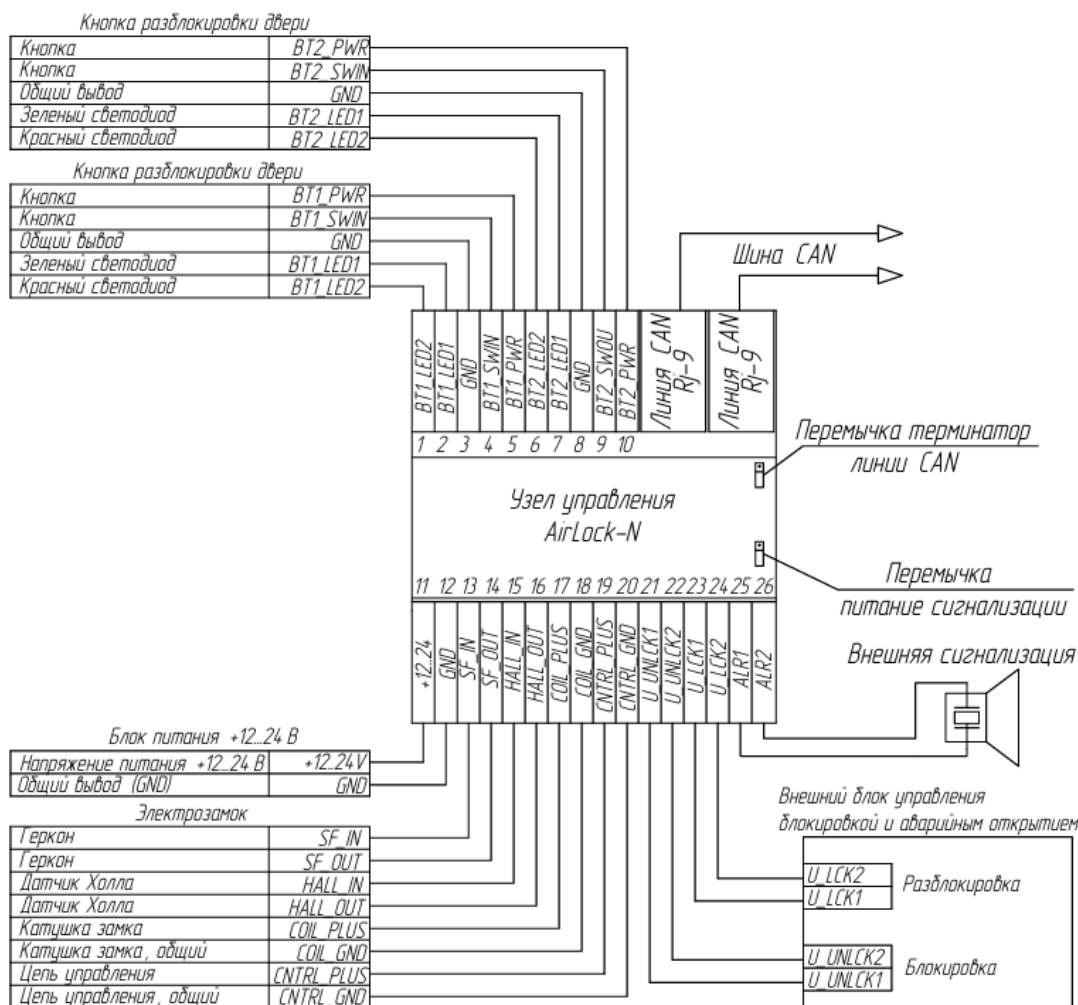 Кнопка разблокировки двери
Кнопка BT2_PWR
Кнопка BT2_SWIN
Общий вывод GND
Зеленый светодиод BT2_LED1
Красный светодиод BT2_LED2
Кнопка разблокировки двери
Кнопка BT1_PWR
Кнопка BT1_SWIN
Общий вывод GND
Зеленый светодиод BT1_LED1
Красный светодиод BT1_LED2
Шина CAN
BT1_LED2
BT1_LED1
GND
BT1_SWIN
BT1_PWR
BT2_LED2
BT2_LED1
GND
BT2_SWOU
BT2_PWR
Линия CAN
Rj-9
Линия CAN
Rj-9
1 2 3 4 5 6 7 8 9 10
Перемычка терминатор
линии CAN
Узел управления
AirLock-N
Перемычка
питание сигнализации
11 12 13 14 15 16 17 18 19 20 21 22 23 24 25 26
+12..24
GND
SF_IN
SF_OUT
HALL_IN
HALL_OUT
COIL_PLUS
COIL_GND
CNTRL_PLUS
CNTRL_GND
U_UNLCK1
U_UNLCK2
U_LCK1
U_LCK2
ALR1
ALR2
Внешняя сигнализация
Блок питания +12...24 В
Напряжение питания +12...24 В +12..24V
Общий вывод (GND) GND
Электрозамок
Геркон SF_IN
Геркон SF_OUT
Датчик Холла HALL_IN
Датчик Холла HALL_OUT
Катушка замка COIL_PLUS
Катушка замка, общий COIL_GND
Цепь управления CNTRL_PLUS
Цепь управления, общий CNTRL_GND
Внешний блок управления
блокировкой и аварийным открытием
U_LCK2
U_LCK1
Разблокировка
U_UNLCK2
U_UNLCK1
Блокировка